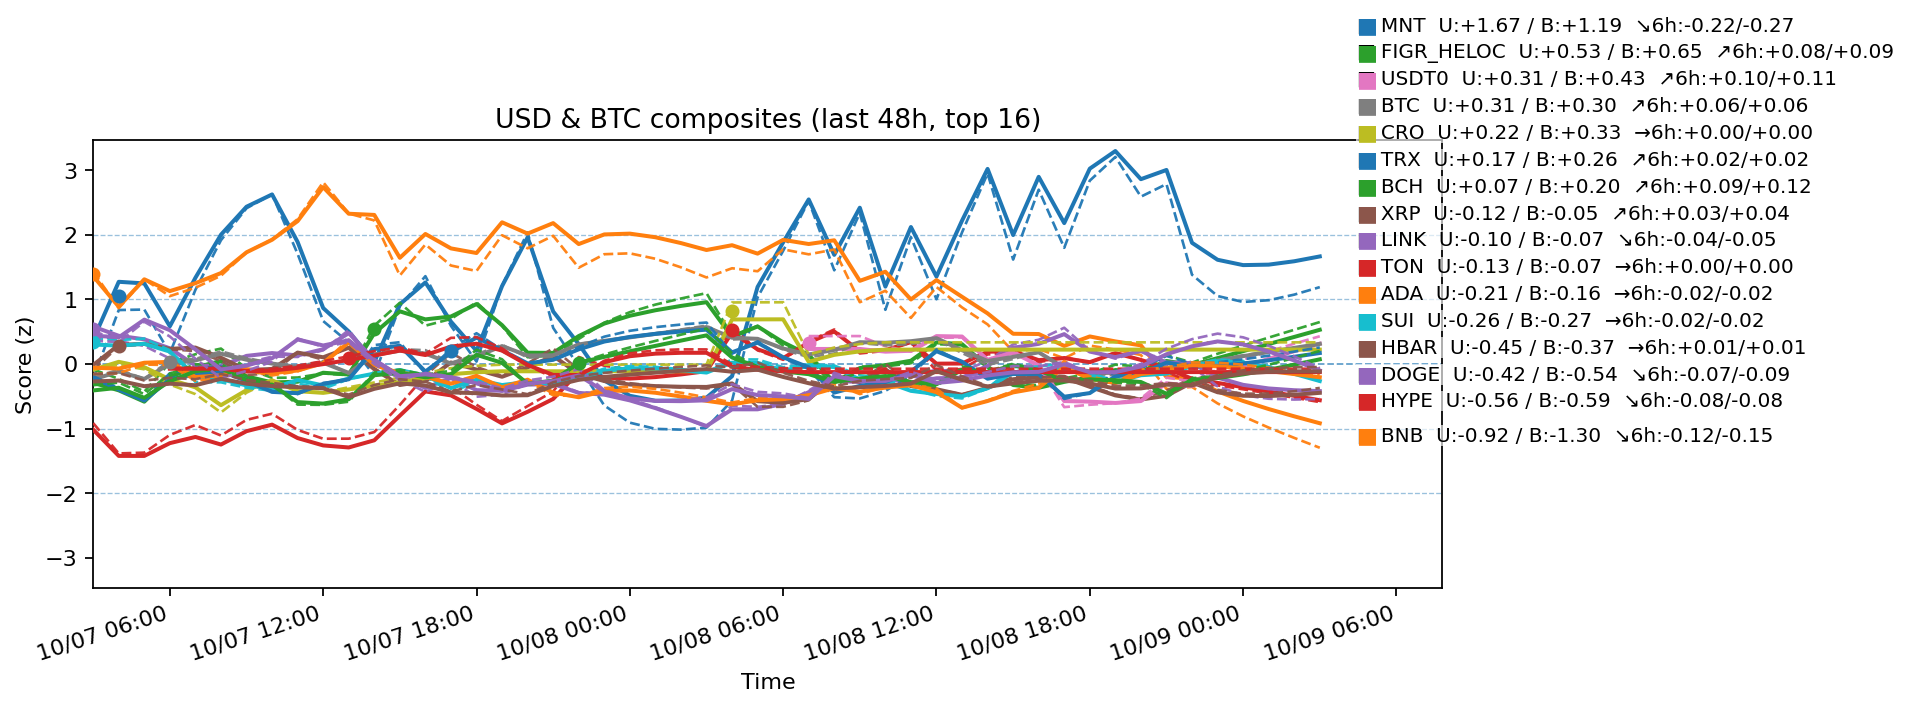 MNT U:+1.67 / B:+1.19 ↘6h:-0.22/-0.27
FIGR_HELOC U:+0.53 / B:+0.65 ↗6h:+0.08/+0.09
USDT0 U:+0.31 / B:+0.43 ↗6h:+0.10/+0.11
BTC U:+0.31 / B:+0.30 ↗6h:+0.06/+0.06
CRO U:+0.22 / B:+0.33 →6h:+0.00/+0.00
TRX U:+0.17 / B:+0.26 ↗6h:+0.02/+0.02
BCH U:+0.07 / B:+0.20 ↗6h:+0.09/+0.12
XRP U:-0.12 / B:-0.05 ↗6h:+0.03/+0.04
LINK U:-0.10 / B:-0.07 ↘6h:-0.04/-0.05
TON U:-0.13 / B:-0.07 →6h:+0.00/+0.00
ADA U:-0.21 / B:-0.16 →6h:-0.02/-0.02
SUI U:-0.26 / B:-0.27 →6h:-0.02/-0.02
HBAR U:-0.45 / B:-0.37 →6h:+0.01/+0.01
DOGE U:-0.42 / B:-0.54 ↘6h:-0.07/-0.09
HYPE U:-0.56 / B:-0.59 ↘6h:-0.08/-0.08
BNB U:-0.92 / B:-1.30 ↘6h:-0.12/-0.15
USD & BTC composites (last 48h, top 16)
Score (z)
3
2
1
0
−1
−2
−3
10/07 06:00
10/07 12:00
10/07 18:00
10/08 00:00
10/08 06:00
10/08 12:00
10/08 18:00
10/09 00:00
10/09 06:00
Time